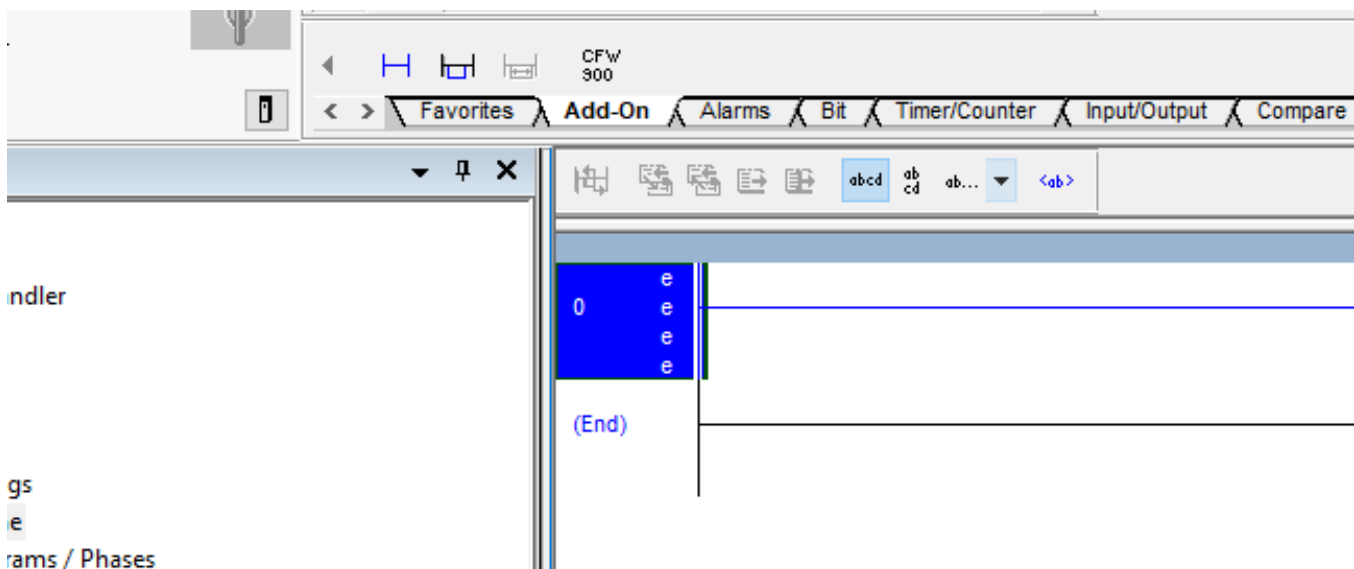 CFW
900
Favorites Add-On Alarms Bit Timer/Counter Input/Output Compare
abcd ab cd ab... <ab>
ndler
0 e
e
e
e
(End)
gs
e
rams / Phases